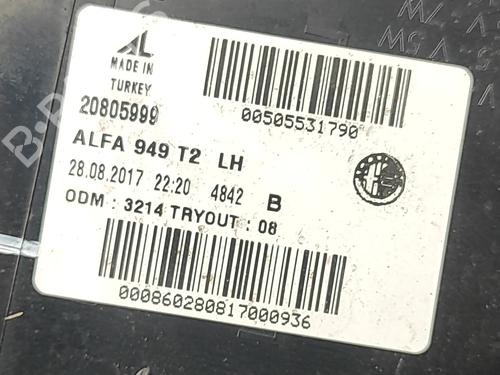 AL
MADE IN
TURKEY
00505531790
20805999
ALFA 949 T2 LH
28.08.2017 22:20 4842 B
ODM : 3214 TRYOUT : 08
000860280817000936